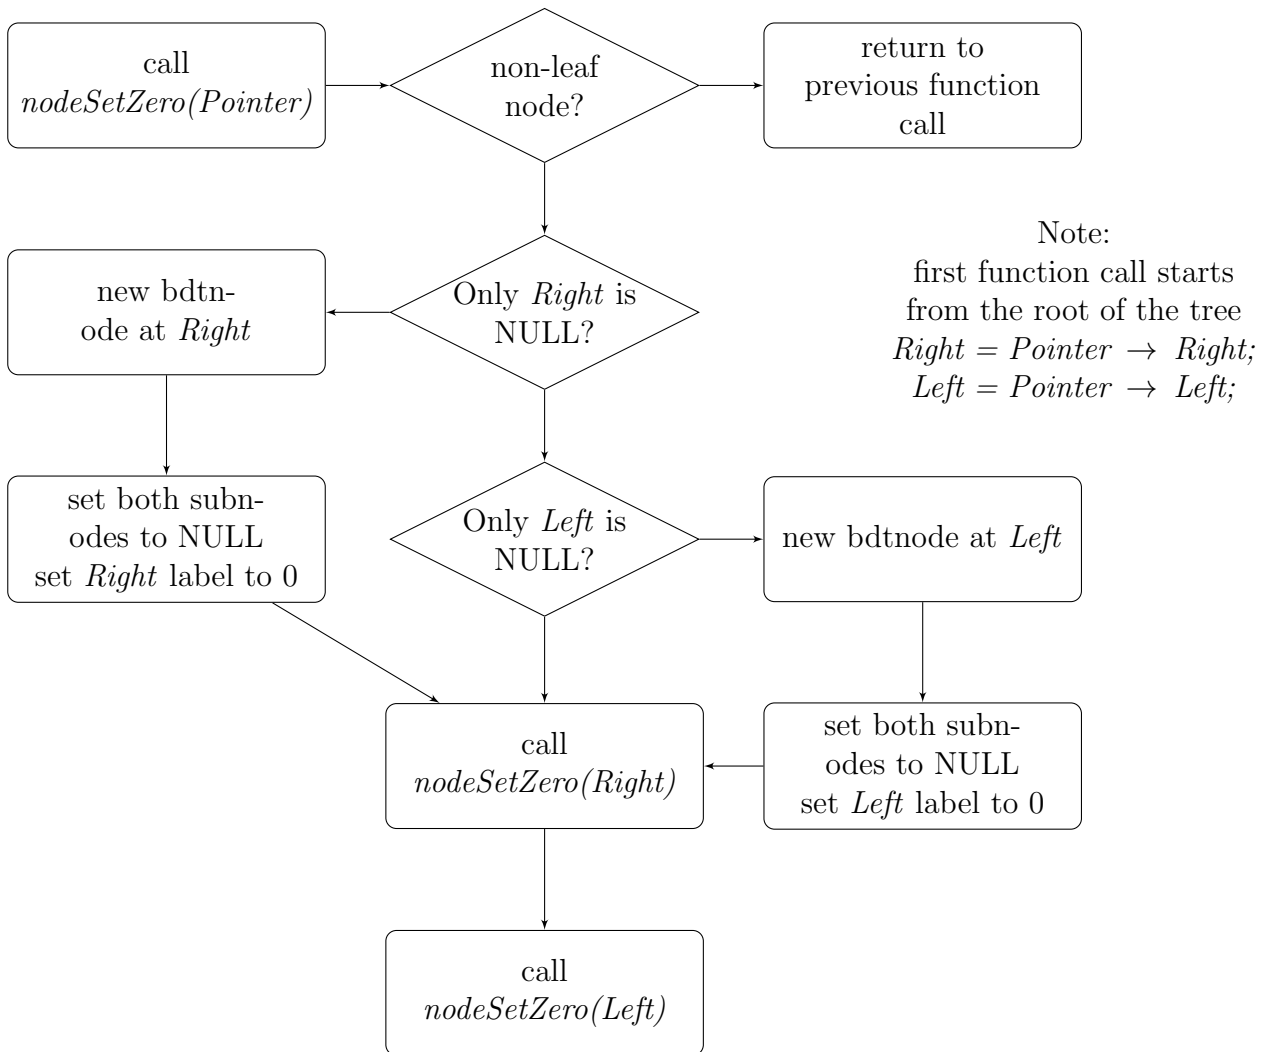 call
nodeSetZero(Pointer)
non-leaf
node?
return to
previous function
call
Note:
first function call starts
from the root of the tree
Right = Pointer → Right;
Left = Pointer → Left;
new bdtn-
ode at Right
Only Right is
NULL?
set both subn-
odes to NULL
set Right label to 0
Only Left is
NULL?
new bdtnode at Left
call
nodeSetZero(Right)
set both subn-
odes to NULL
set Left label to 0
call
nodeSetZero(Left)